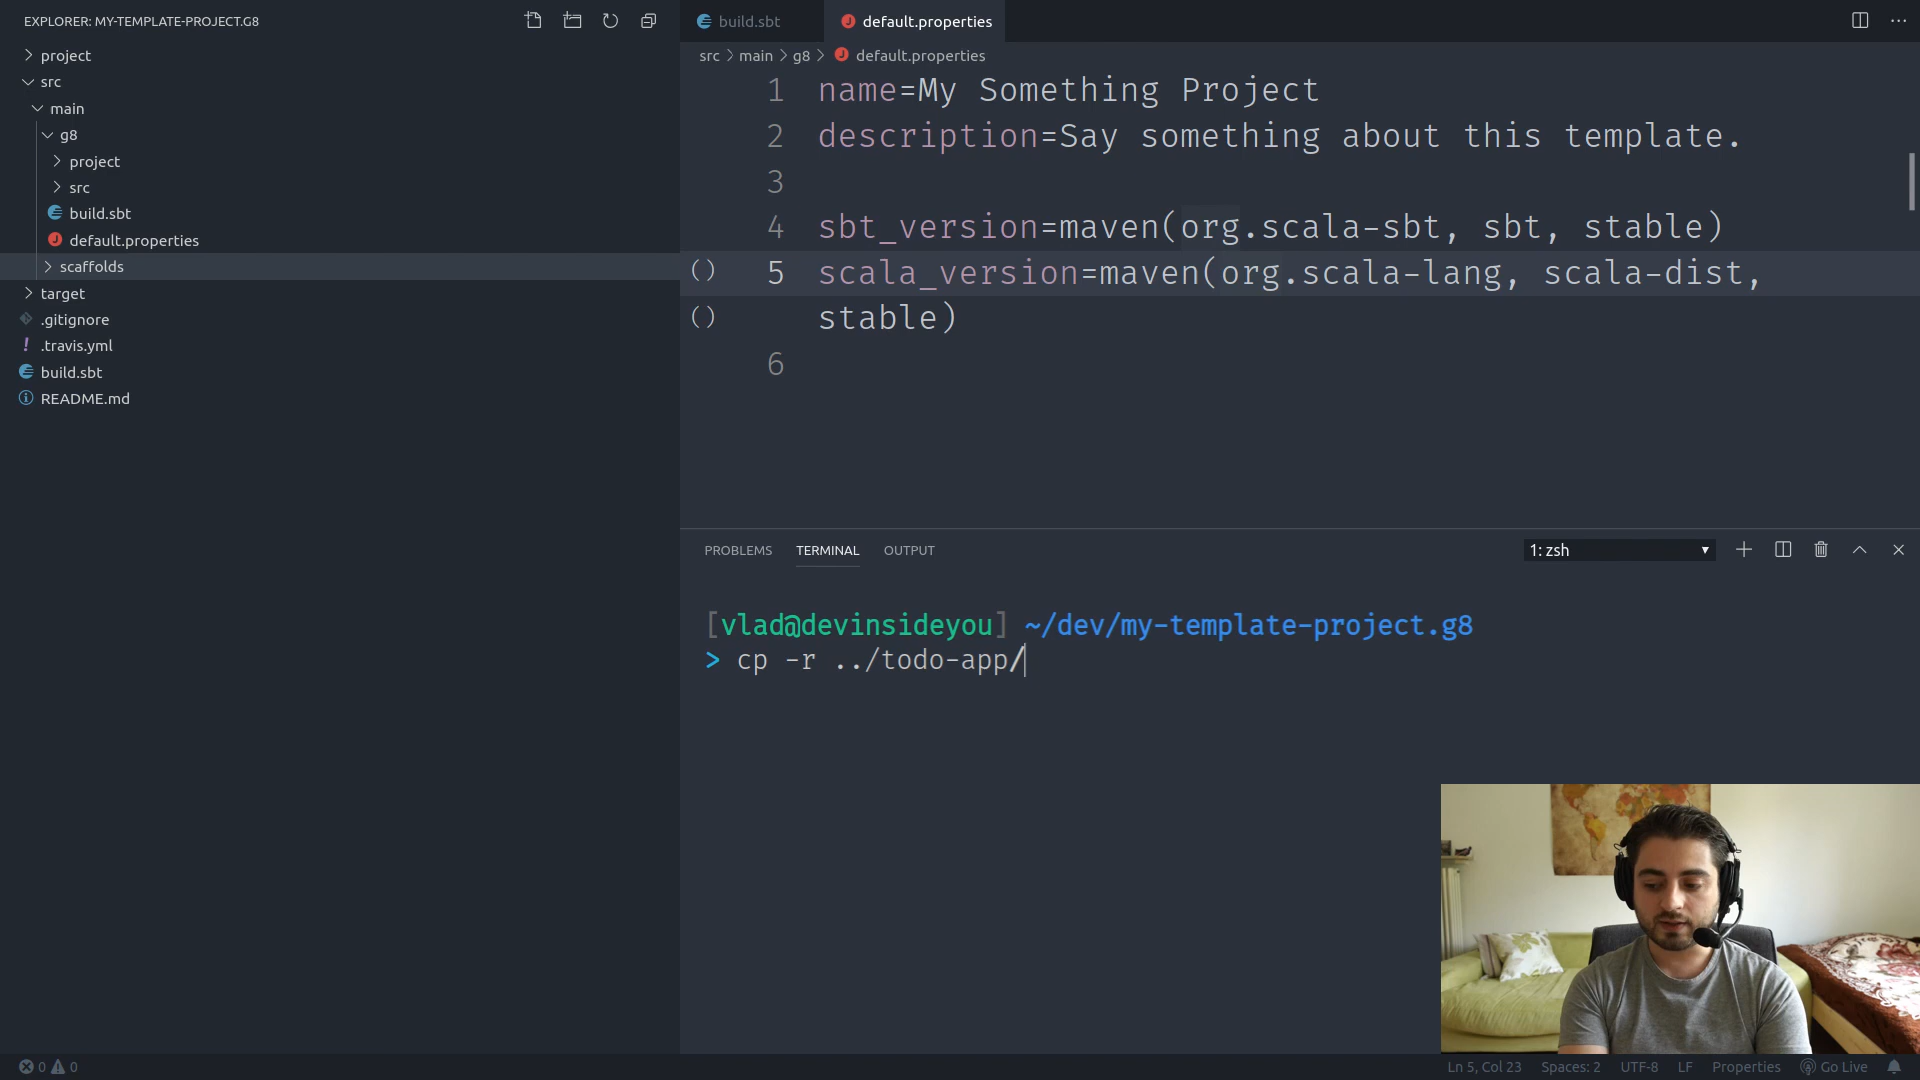 EXPLORER: MY-TEMPLATE-PROJECT.G8
project
src
main
g8
project
src
build.sbt
default.properties
scaffolds
target
.gitignore
! .travis.yml
build.sbt
README.md
build.sbt
default.properties
src > main > g8 > default.properties
1 name=My Something Project
2 description=Say something about this template.
3
4 sbt_version=maven(org.scala-sbt, sbt, stable)
() 5 scala_version=maven(org.scala-lang, scala-dist,
() stable)
6
PROBLEMS TERMINAL OUTPUT
1: zsh
[vlad@devinsideyou] ~/dev/my-template-project.g8
> cp -r ../todo-app/
0 0
Ln 5, Col 23 Spaces: 2 UTF-8 LF Properties Go Live